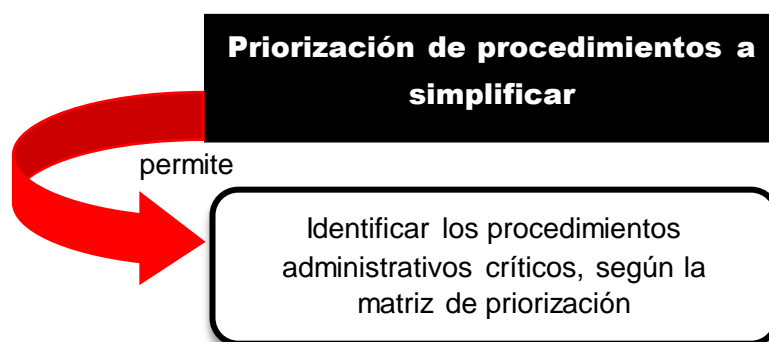 Priorización de procedimientos a
simplificar
permite
Identificar los procedimientos
administrativos críticos, según la
matriz de priorización